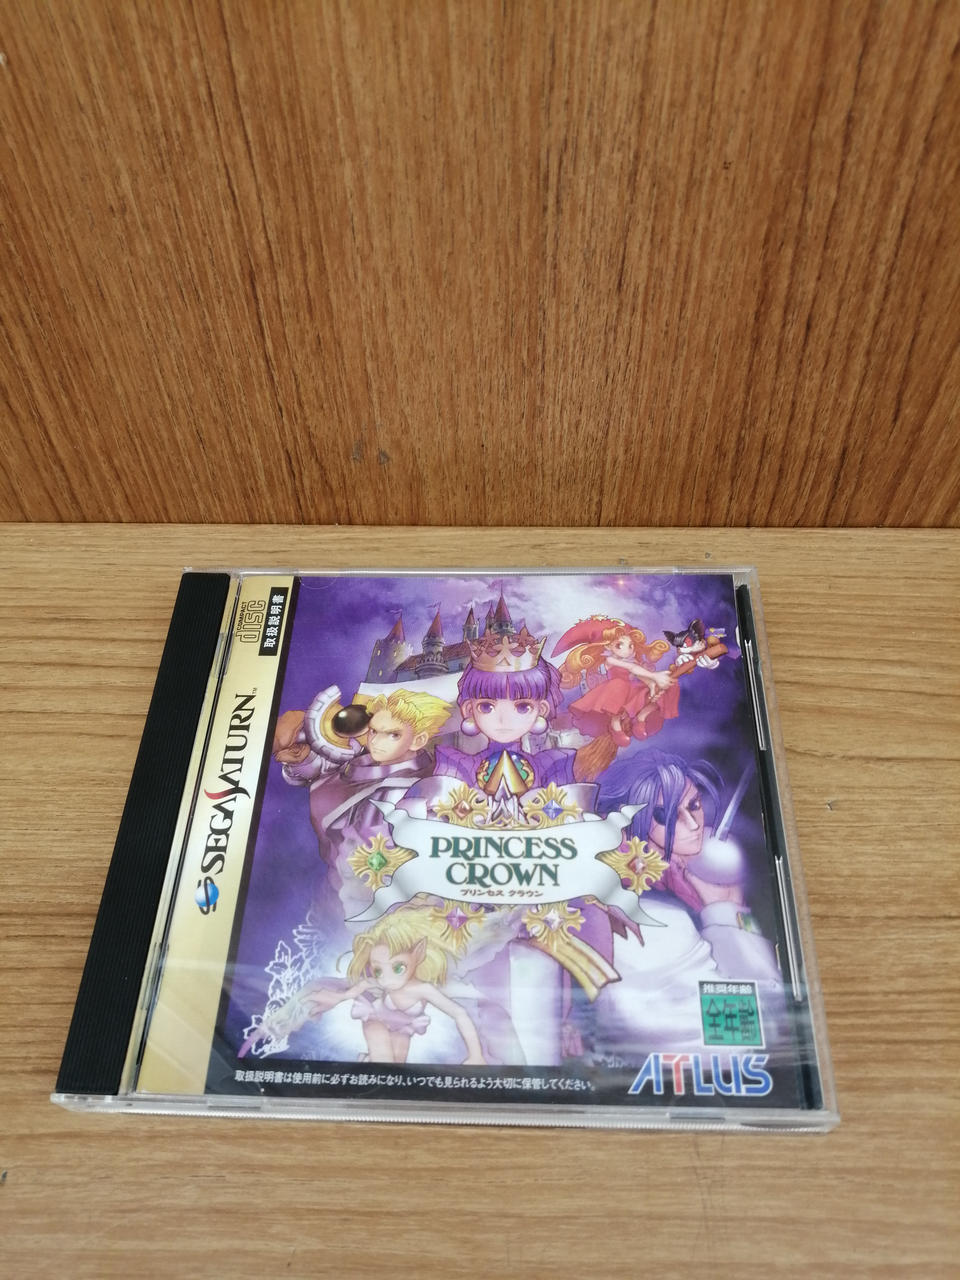 COMPACT
disc
取扱説明書
SEGA SATURN™
PRINCESS
CROWN
プリンセス クラウン
推奨年齢
全年齢
取扱説明書は使用前に必ずお読みになり、いつでも見られるよう大切に保管してください。
ATLUS